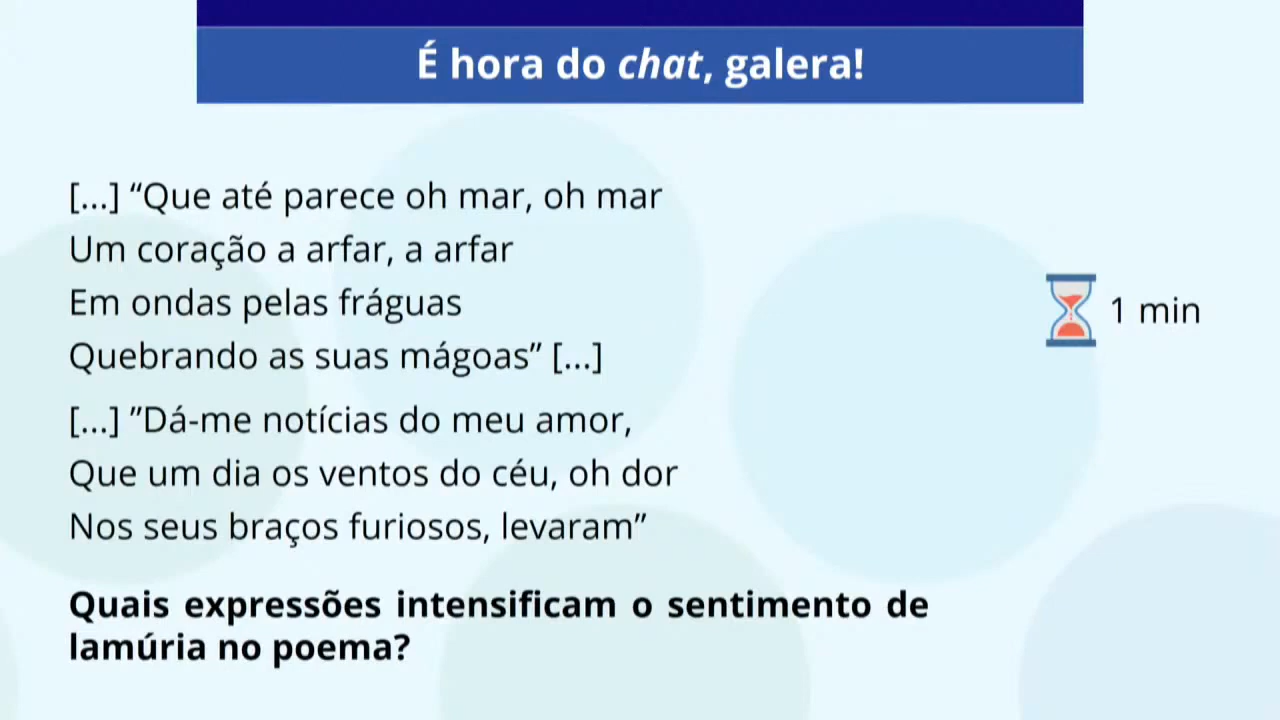 É hora do chat, galera!
[...] “Que até parece oh mar, oh mar
Um coração a arfar, a arfar
Em ondas pelas fráguas
Quebrando as suas mágoas” [...]
1 min
[...] ”Dá-me notícias do meu amor,
Que um dia os ventos do céu, oh dor
Nos seus braços furiosos, levaram”
Quais expressões intensificam o sentimento de
lamúria no poema?